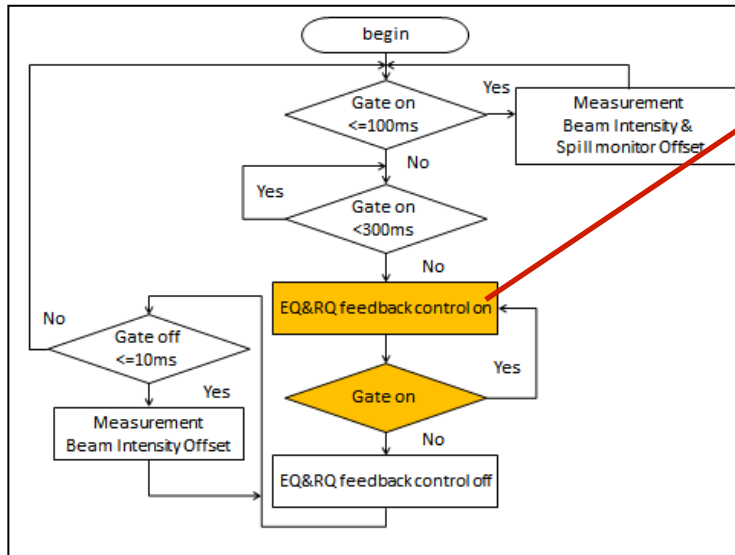 begin
Gate on
<=100ms
Yes
Measurement
Beam Intensity &
Spill monitor Offset
No
Yes
Gate on
<300ms
No
EQ&RQ feedback control on
No
Gate off
<=10ms
Yes
Gate on
Yes
Measurement
Beam Intensity Offset
No
EQ&RQ feedback control off